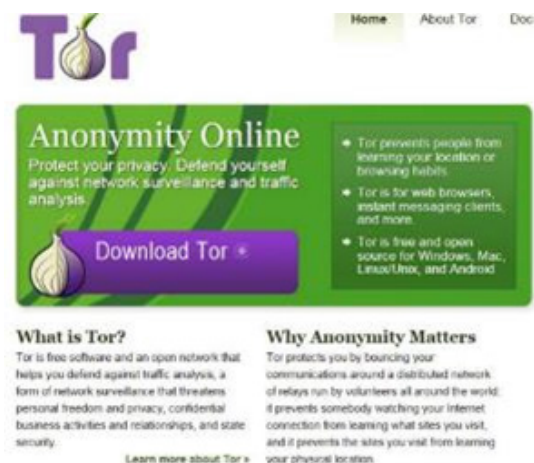 Tor
Home About Tor Doc
Anonymity Online
Protect your privacy. Defend yourself
against network surveillance and traffic
analysis.
Download Tor
Tor prevents people from
learning your location or
browsing habits.
Tor is for web browsers,
instant messaging clients,
and more.
Tor is free and open
source for Windows, Mac,
Linux/Unix, and Android
What is Tor?
Tor is free software and an open network that
helps you defend against traffic analysis, a
form of network surveillance that threatens
personal freedom and privacy, confidential
business activities and relationships, and state
security.
Learn more about Tor »
Why Anonymity Matters
Tor protects you by bouncing your
communications around a distributed network
of relays run by volunteers all around the world:
it prevents somebody watching your Internet
connection from learning what sites you visit,
and it prevents the sites you visit from learning
your physical location.